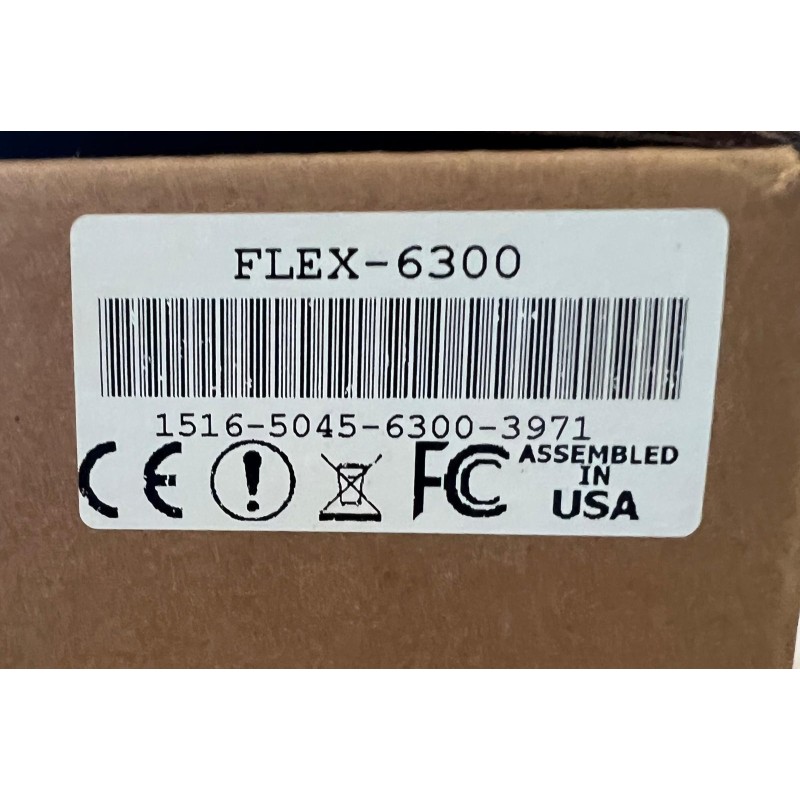 FLEX-6300
1516-5045-6300-3971
CE
FC
ASSEMBLED
IN
USA